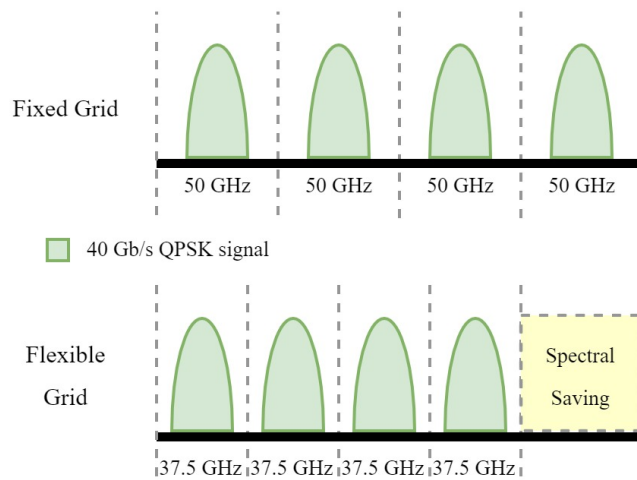 Fixed Grid
50 GHz 50 GHz 50 GHz 50 GHz
40 Gb/s QPSK signal
Flexible
Grid
Spectral
Saving
37.5 GHz 37.5 GHz 37.5 GHz 37.5 GHz